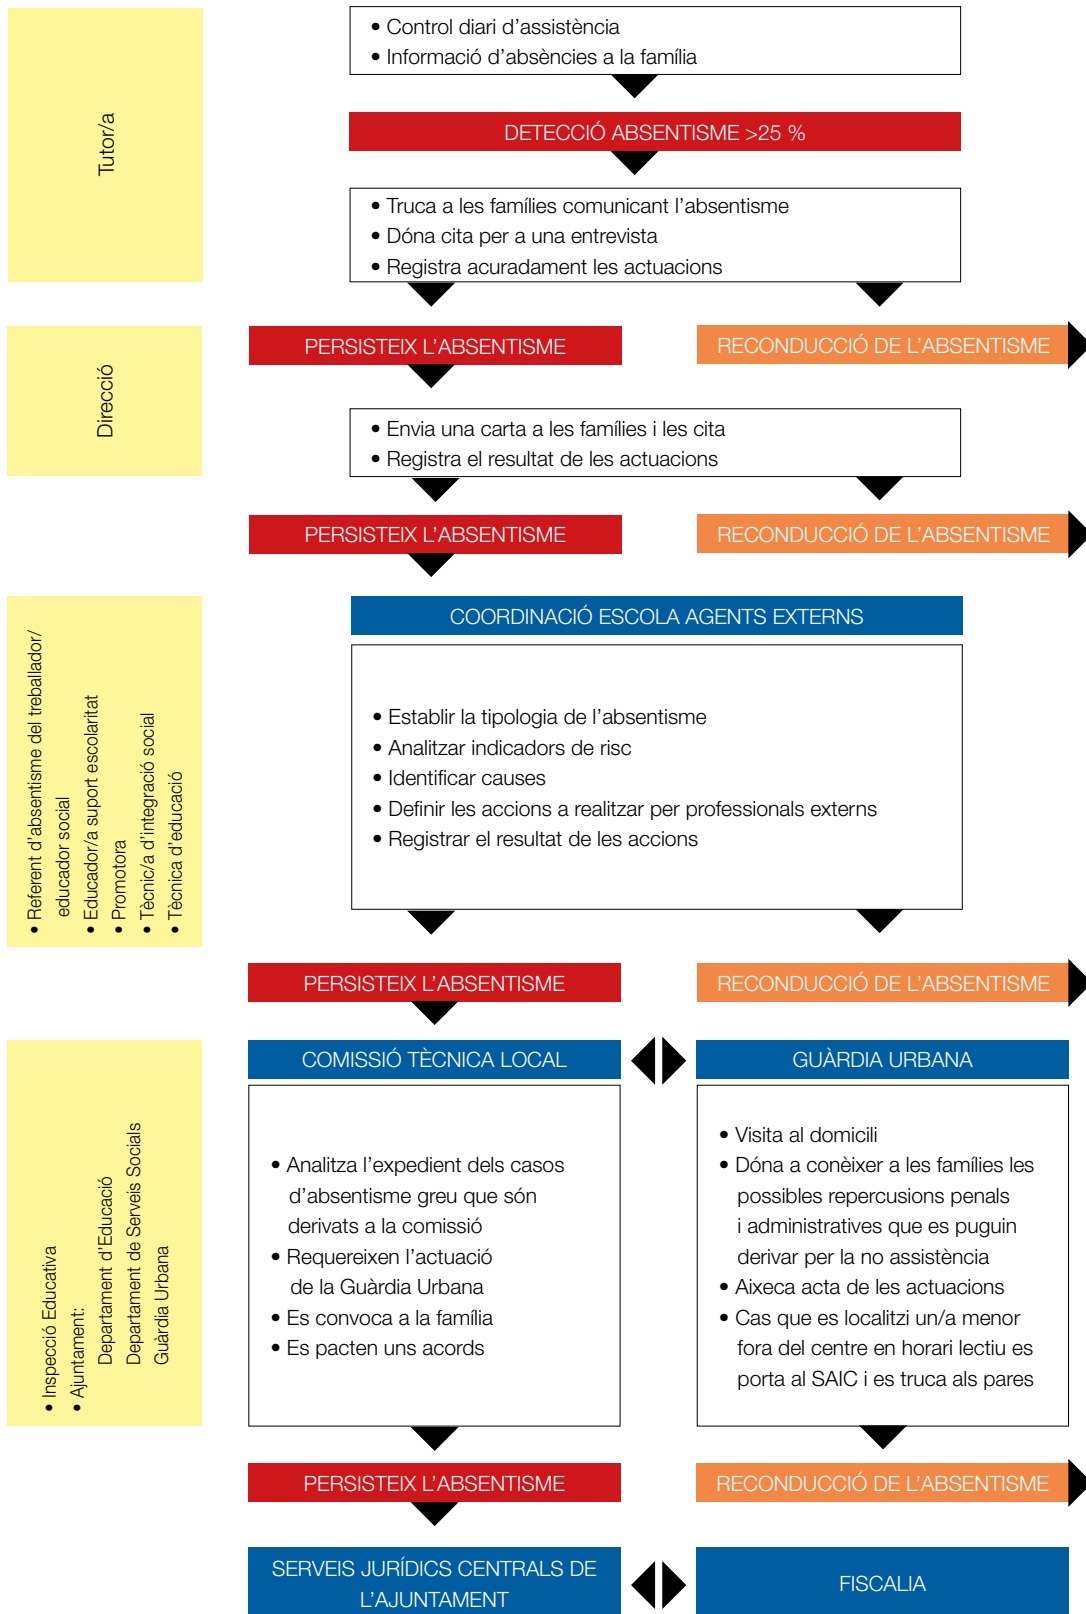 Tutor/a
• Control diari d'assistència
• Informació d'absències a la família
DETECCIÓ ABSENTISME >25 %
• Truca a les famílies comunicant l'absentisme
• Dóna cita per a una entrevista
• Registra acuradament les actuacions
Direcció
PERSISTEIX L'ABSENTISME
RECONDUCCIÓ DE L'ABSENTISME
• Envia una carta a les famílies i les cita
• Registra el resultat de les actuacions
PERSISTEIX L'ABSENTISME
RECONDUCCIÓ DE L'ABSENTISME
• Referent d'absentisme del treballador/
educador social
• Educador/a suport escolaritat
• Promotora
• Tècnic/a d'integració social
• Tècnica d'educació
COORDINACIÓ ESCOLA AGENTS EXTERNS
• Establir la tipologia de l'absentisme
• Analitzar indicadors de risc
• Identificar causes
• Definir les accions a realitzar per professionals externs
• Registrar el resultat de les accions
PERSISTEIX L'ABSENTISME
RECONDUCCIÓ DE L'ABSENTISME
• Inspecció Educativa
• Ajuntament:
Departament d'Educació
Departament de Serveis Socials
Guàrdia Urbana
COMISSIÓ TÈCNICA LOCAL
• Analitza l'expedient dels casos
d'absentisme greu que són
derivats a la comissió
• Requereixen l'actuació
de la Guàrdia Urbana
• Es convoca a la família
• Es pacten uns acords
GUÀRDIA URBANA
• Visita al domicili
• Dóna a conèixer a les famílies les
possibles repercusions penals
i administratives que es puguin
derivar per la no assistència
• Aixeca acta de les actuacions
• Cas que es localitzi un/a menor
fora del centre en horari lectiu es
porta al SAIC i es truca als pares
PERSISTEIX L'ABSENTISME
RECONDUCCIÓ DE L'ABSENTISME
SERVEIS JURÍDICS CENTRALS DE
L'AJUNTAMENT
FISCALIA